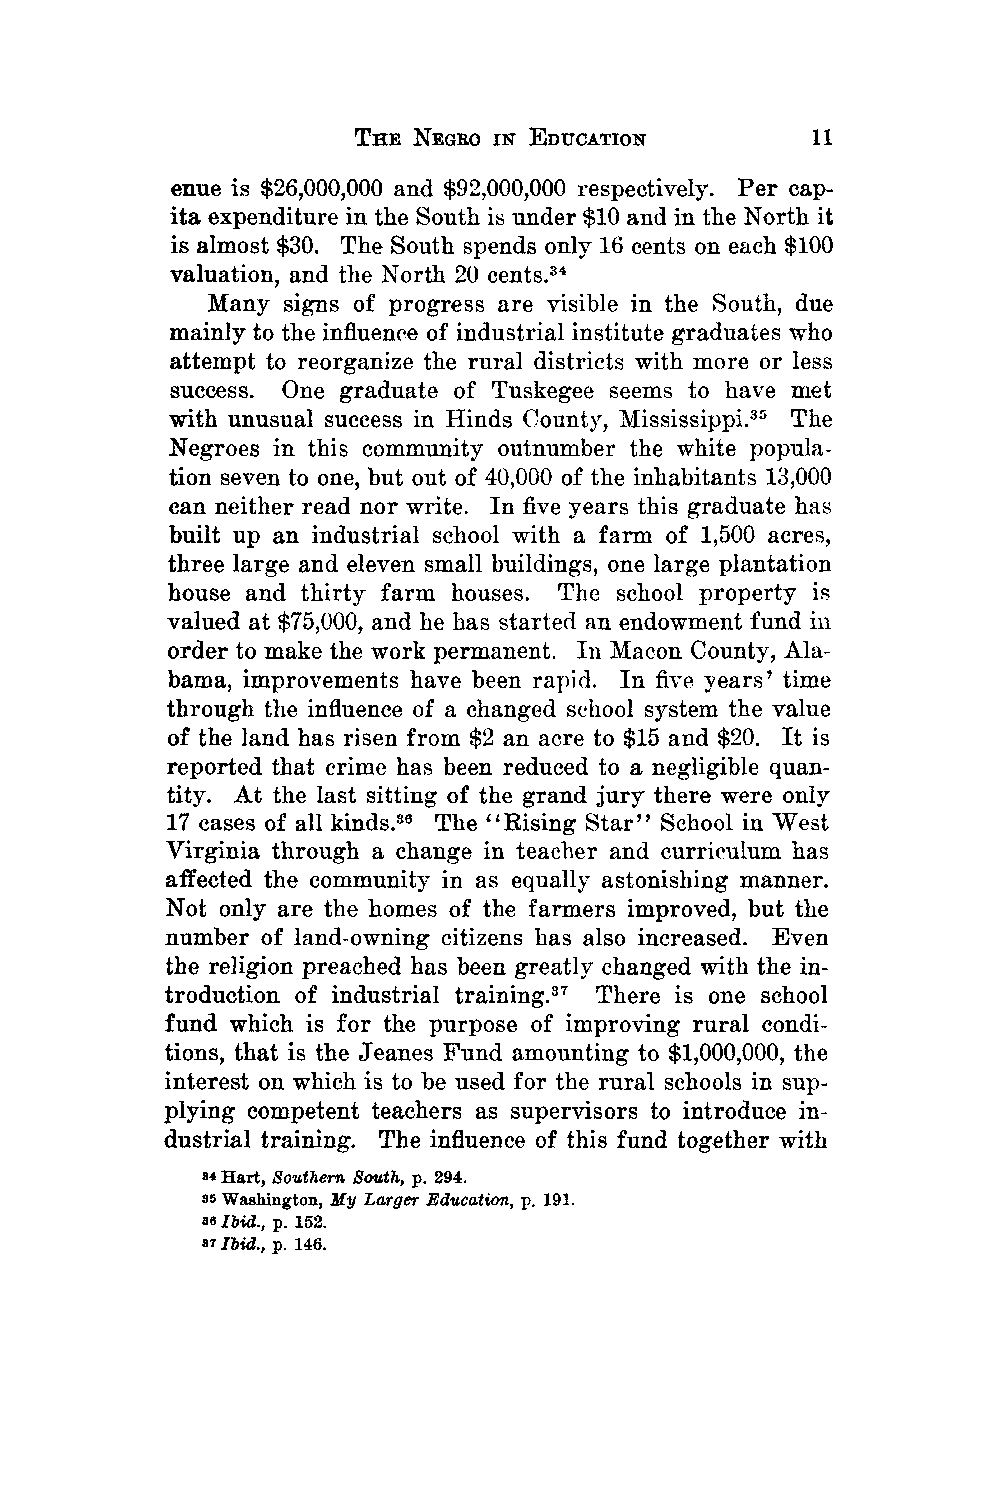 THE NEGRO IN EDUCATION 11
enue is $26,000,000 and $92,000,000 respectively. Per cap-
ita expenditure in the South is under $10 and in the North it
is almost $30. The South spends only 16 cents on each $100
valuation, and the North 20 cents.³⁴
Many signs of progress are visible in the South, due
mainly to the influence of industrial institute graduates who
attempt to reorganize the rural districts with more or less
success. One graduate of Tuskegee seems to have met
with unusual success in Hinds County, Mississippi.³⁵ The
Negroes in this community outnumber the white popula-
tion seven to one, but out of 40,000 of the inhabitants 13,000
can neither read nor write. In five years this graduate has
built up an industrial school with a farm of 1,500 acres,
three large and eleven small buildings, one large plantation
house and thirty farm houses. The school property is
valued at $75,000, and he has started an endowment fund in
order to make the work permanent. In Macon County, Ala-
bama, improvements have been rapid. In five years' time
through the influence of a changed school system the value
of the land has risen from $2 an acre to $15 and $20. It is
reported that crime has been reduced to a negligible quan-
tity. At the last sitting of the grand jury there were only
17 cases of all kinds.³⁶ The "Rising Star" School in West
Virginia through a change in teacher and curriculum has
affected the community in as equally astonishing manner.
Not only are the homes of the farmers improved, but the
number of land-owning citizens has also increased. Even
the religion preached has been greatly changed with the in-
troduction of industrial training.³⁷ There is one school
fund which is for the purpose of improving rural condi-
tions, that is the Jeanes Fund amounting to $1,000,000, the
interest on which is to be used for the rural schools in sup-
plying competent teachers as supervisors to introduce in-
dustrial training. The influence of this fund together with
³⁴ Hart, Southern South, p. 294.
³⁵ Washington, My Larger Education, p. 191.
³⁶ Ibid., p. 152.
³⁷ Ibid., p. 146.